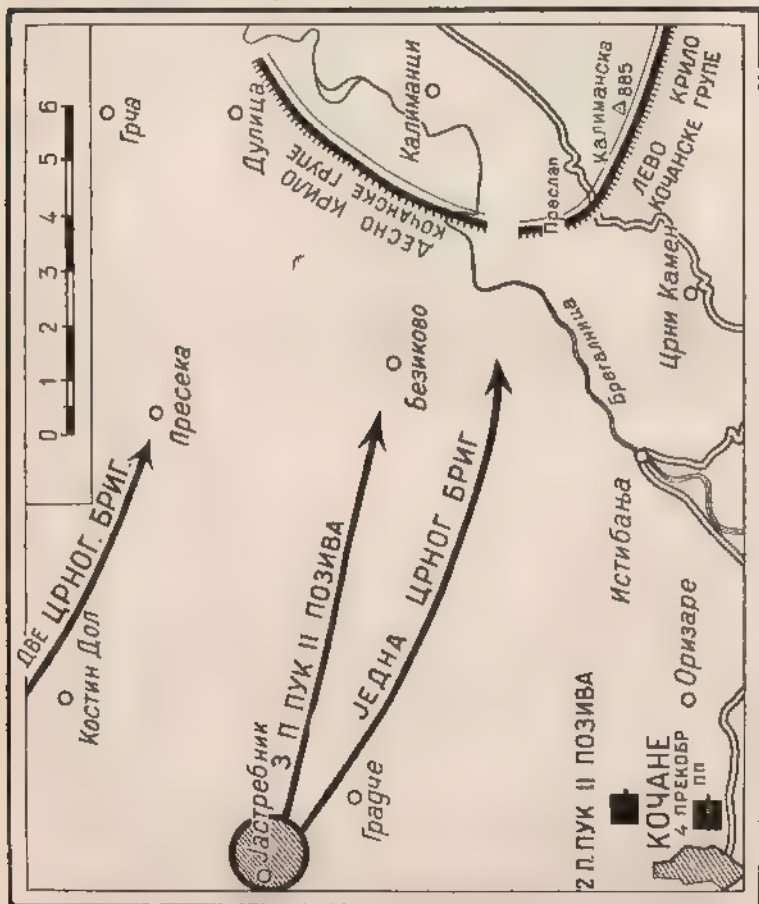 0 1 2 3 4 5 6
Грча
Дулица
ДВЕ ЦРНОГ. БРИГ.
Пресека
Костин Дол
ДЕСНО КРИЛО
КОЧАНСКЕ ГРУПЕ
Калиманци
Јастребник
3 П ПУК II ПОЗИВА
Безиково
Градче
ЈЕДНА ЦРНОГ БРИГ
Преслап
Калиманска
885
ЛЕВО КРИЛО
КОЧАНСКЕ ГРУПЕ
Брегалница
Црни Камен
Истибања
2 П. ПУК II ПОЗИВА
Оризаре
КОЧАНЕ
4 ПРЕКОБР
ПП